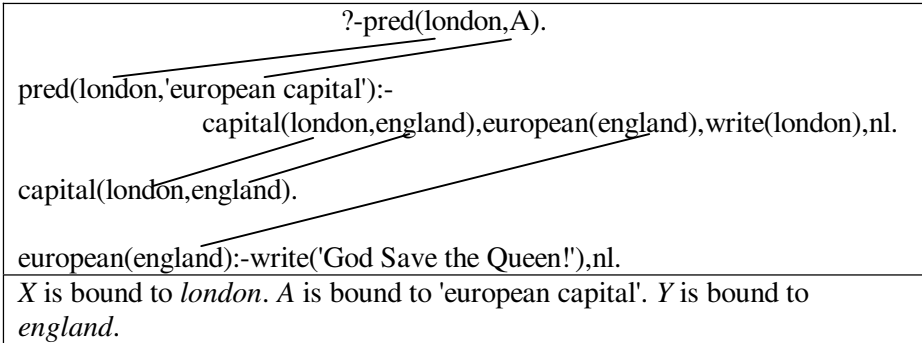 ?-pred(london,A).
pred(london,'european capital'):-
capital(london,england),european(england),write(london),nl.
capital(london,england).
european(england):-write('God Save the Queen!'),nl.
X is bound to london. A is bound to 'european capital'. Y is bound to
england.